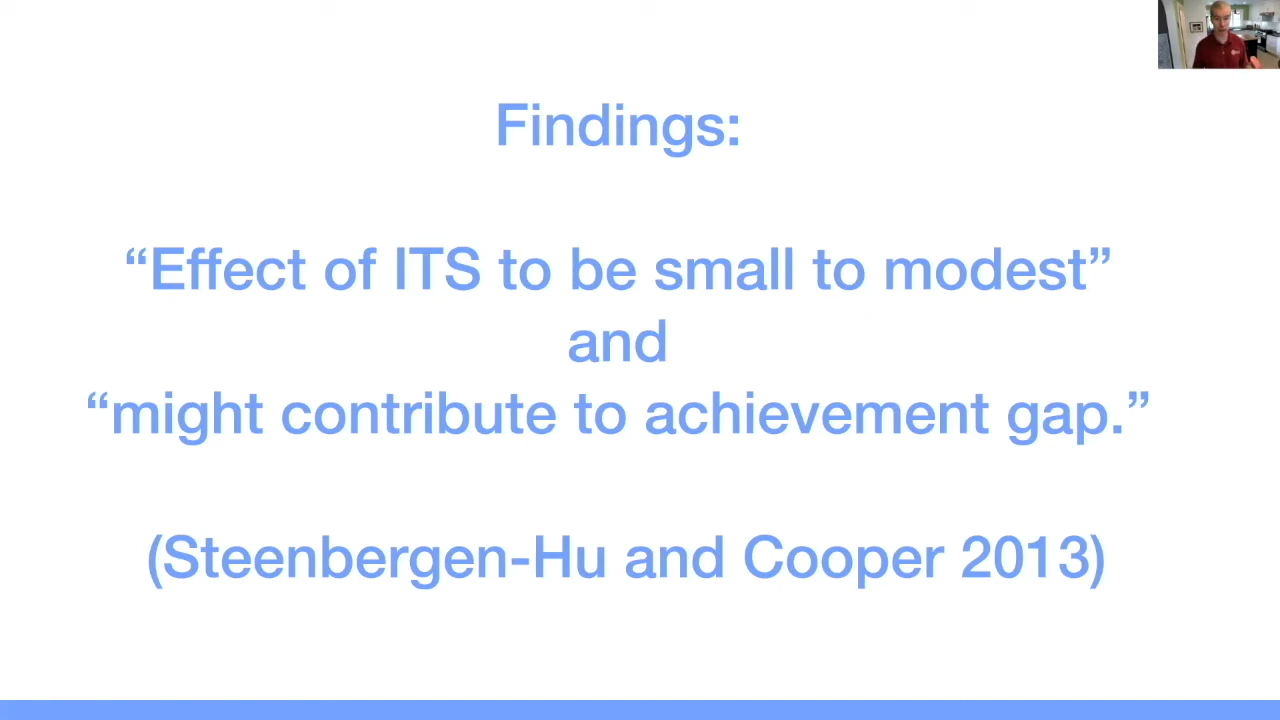 Findings:
“Effect of ITS to be small to modest”
and
“might contribute to achievement gap.”
(Steenbergen-Hu and Cooper 2013)